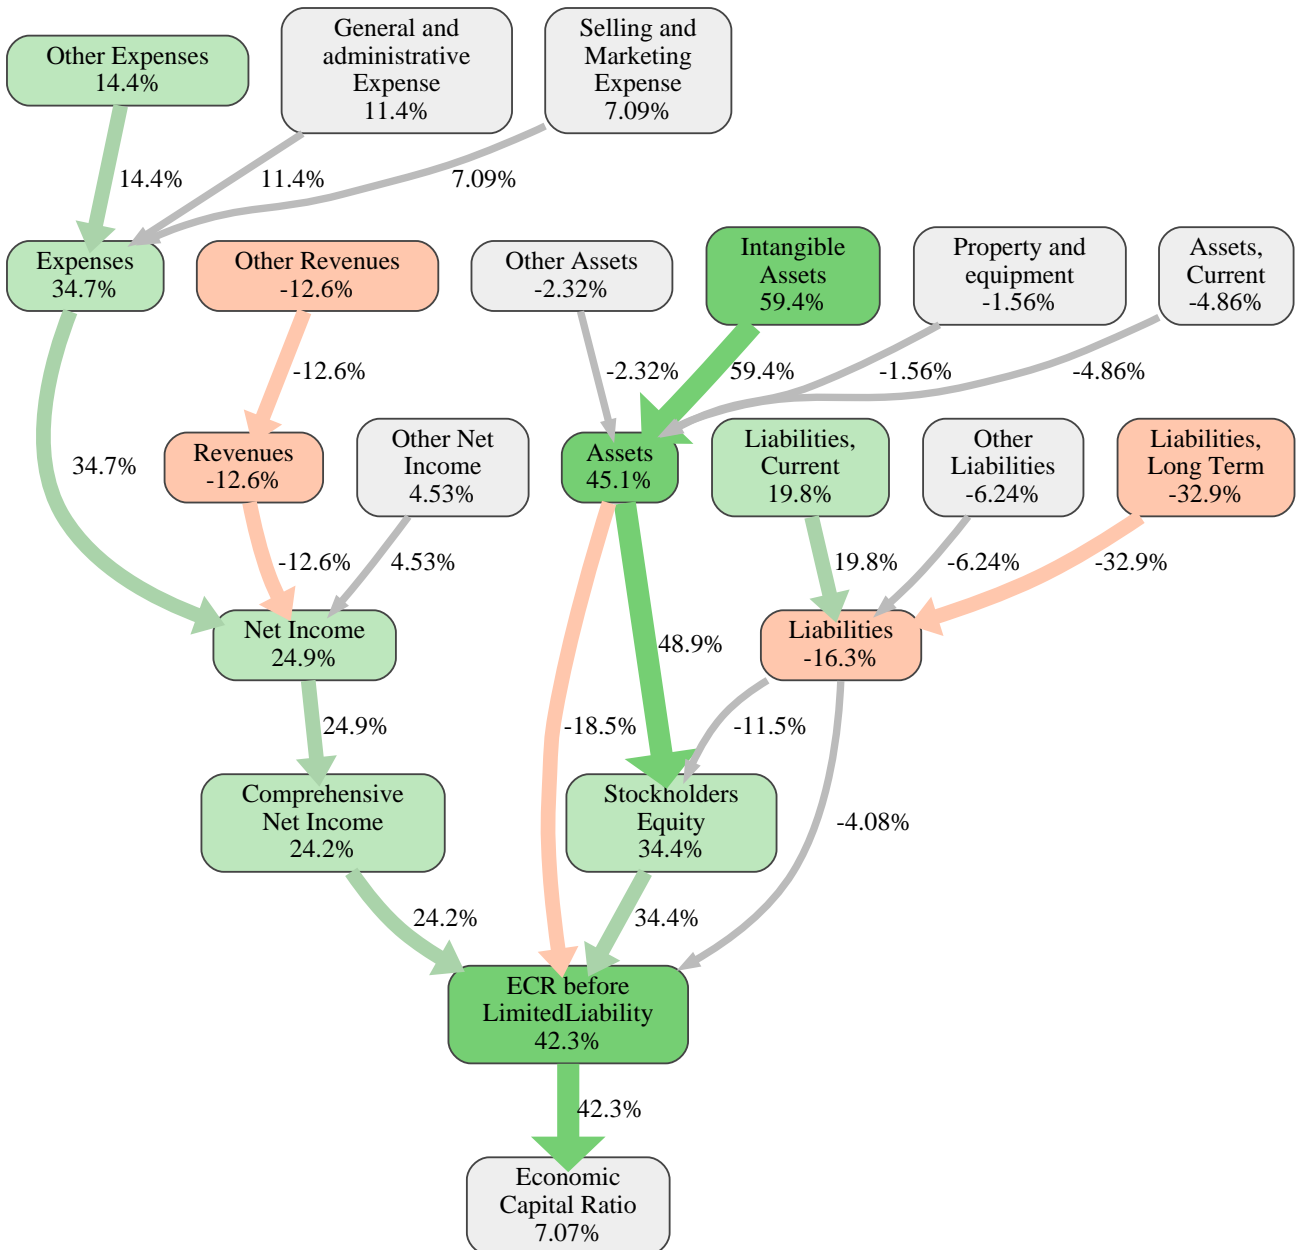 Other Expenses
14.4%
General and
administrative
Expense
11.4%
Selling and
Marketing
Expense
7.09%
14.4%
11.4%
7.09%
Expenses
34.7%
Other Revenues
-12.6%
Other Assets
-2.32%
Intangible
Assets
59.4%
Property and
equipment
-1.56%
Assets,
Current
-4.86%
-12.6%
-2.32%
59.4%
-1.56%
-4.86%
34.7%
Revenues
-12.6%
Other Net
Income
4.53%
Assets
45.1%
Liabilities,
Current
19.8%
Other
Liabilities
-6.24%
Liabilities,
Long Term
-32.9%
-12.6%
4.53%
19.8%
-6.24%
-32.9%
Net Income
24.9%
48.9%
Liabilities
-16.3%
24.9%
-18.5%
-11.5%
Comprehensive
Net Income
24.2%
Stockholders
Equity
34.4%
-4.08%
24.2%
34.4%
ECR before
LimitedLiability
42.3%
42.3%
Economic
Capital Ratio
7.07%